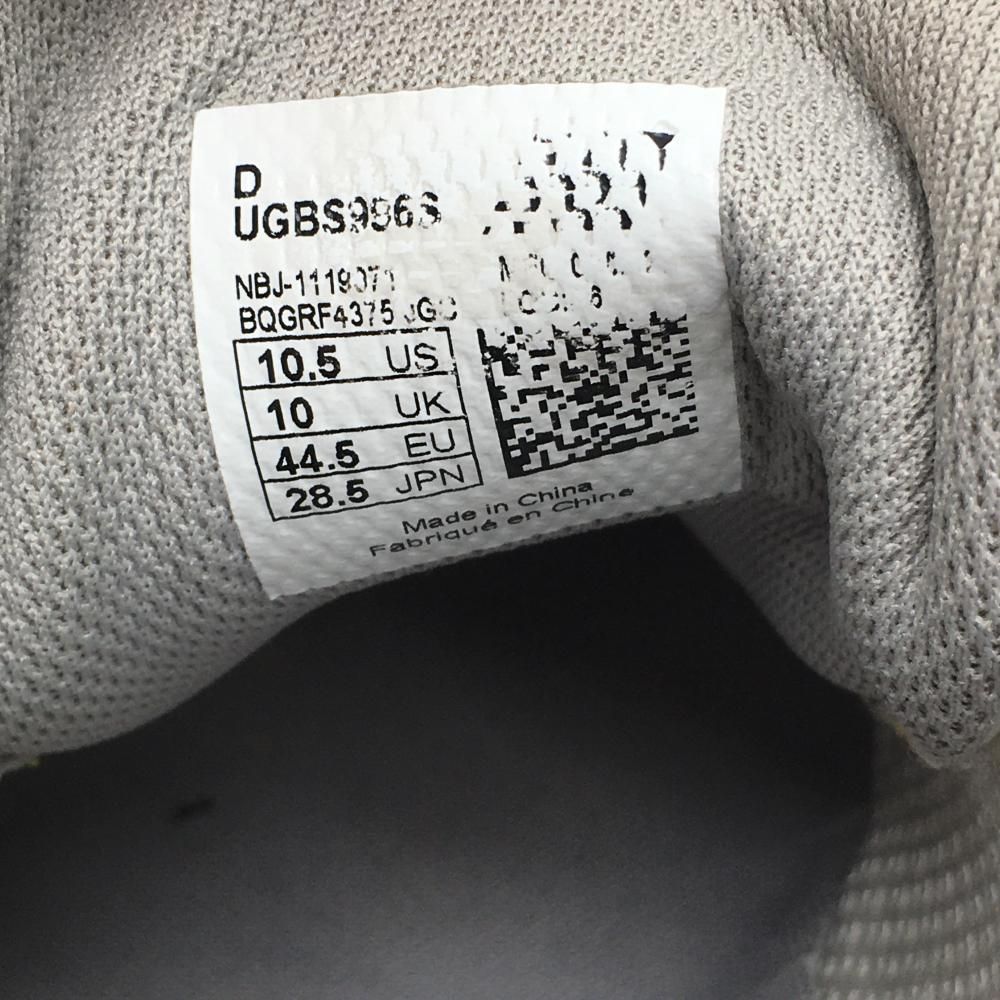 D
UGBS996S
NBJ-1119071
BQGRF4375
10.5 US
10 UK
44.5 EU
28.5 JPN
Made in China
Fabriqué en Chine